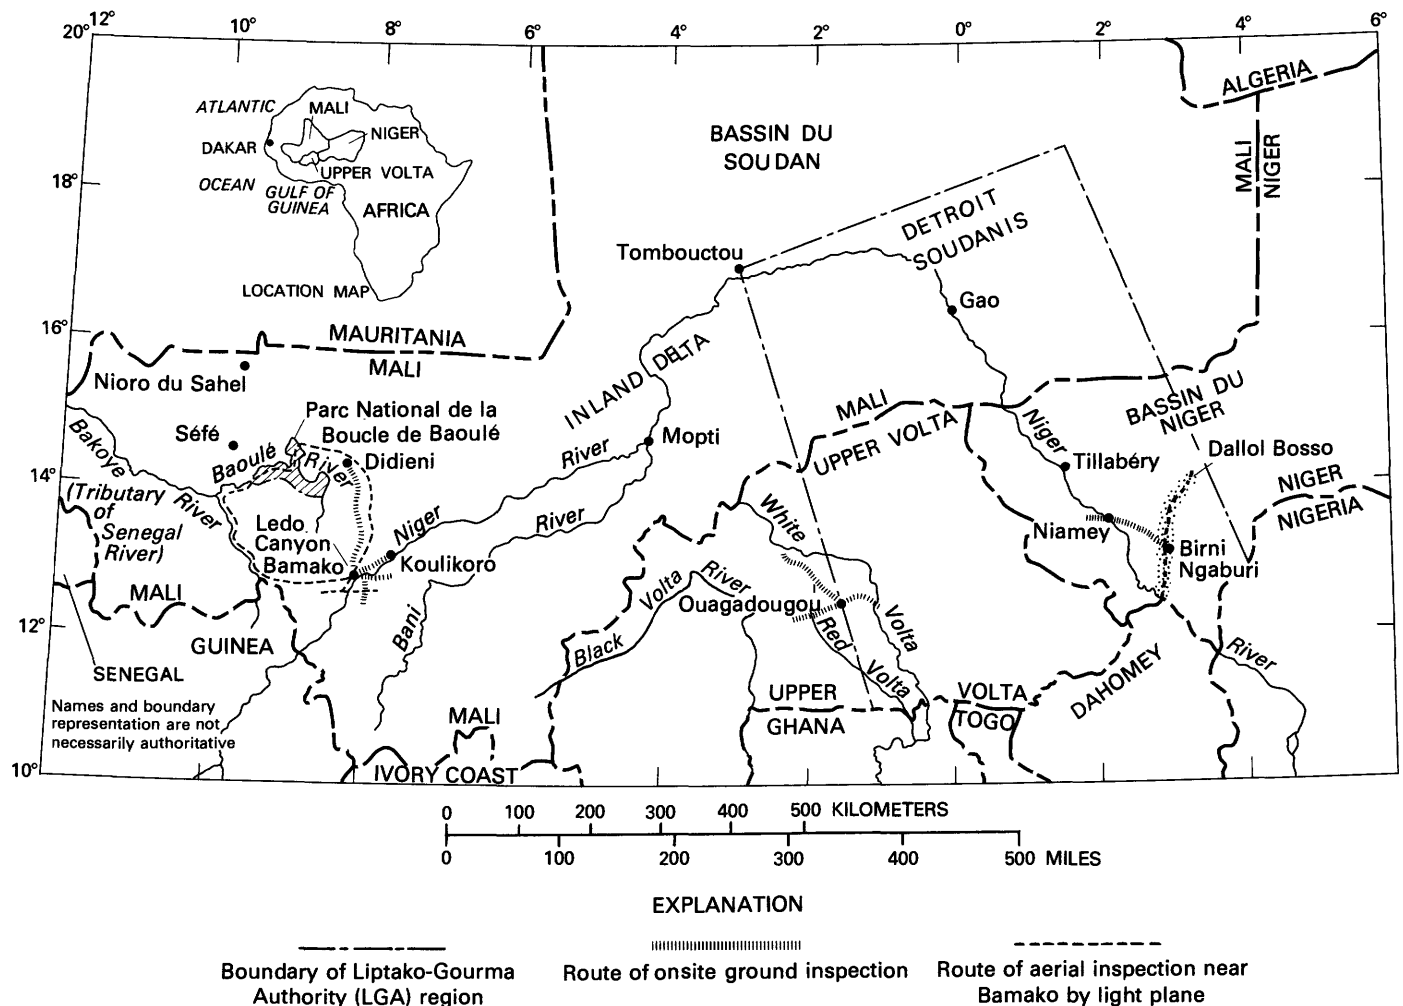 12°
10°
8°
6°
4°
2°
0°
2°
4°
6°
20°
18°
16°
14°
12°
10°
ATLANTIC
OCEAN
MALI
NIGER
DAKAR
UPPER VOLTA
GULF OF
GUINEA
AFRICA
LOCATION MAP
BASSIN DU
SOUDAN
ALGERIA
MALI
NIGER
DETROIT
SOUDANIS
Tombouctou
Gao
MAURITANIA
MALI
Nioro du Sahel
INLAND DELTA
Parc National de la
Boucle de Baoulé
Séfé
Baoulé
River
Didieni
Bakoye
River
(Tributary
of
Senegal
River)
Mopti
River
Niger
River
Bani
MALI
UPPER VOLTA
BASSIN DU
NIGER
Niger
Tillabéry
Dallol Bosso
NIGER
NIGERIA
Ledo
Canyon
Bamako
Koulikoro
White
Volta
Niamey
Birni
Ngaburi
Black
Volta
River
Ouagadougou
Red
Volta
MALI
GUINEA
SENEGAL
River
DAHOMEY
UPPER
VOLTA
GHANA
TOGO
MALI
IVORY COAST
Names and boundary
representation are not
necessarily authoritative
0 100 200 300 400 500 KILOMETERS
0 100 200 300 400 500 MILES
EXPLANATION
Boundary of Liptako-Gourma
Authority (LGA) region
Route of onsite ground inspection
Route of aerial inspection near
Bamako by light plane